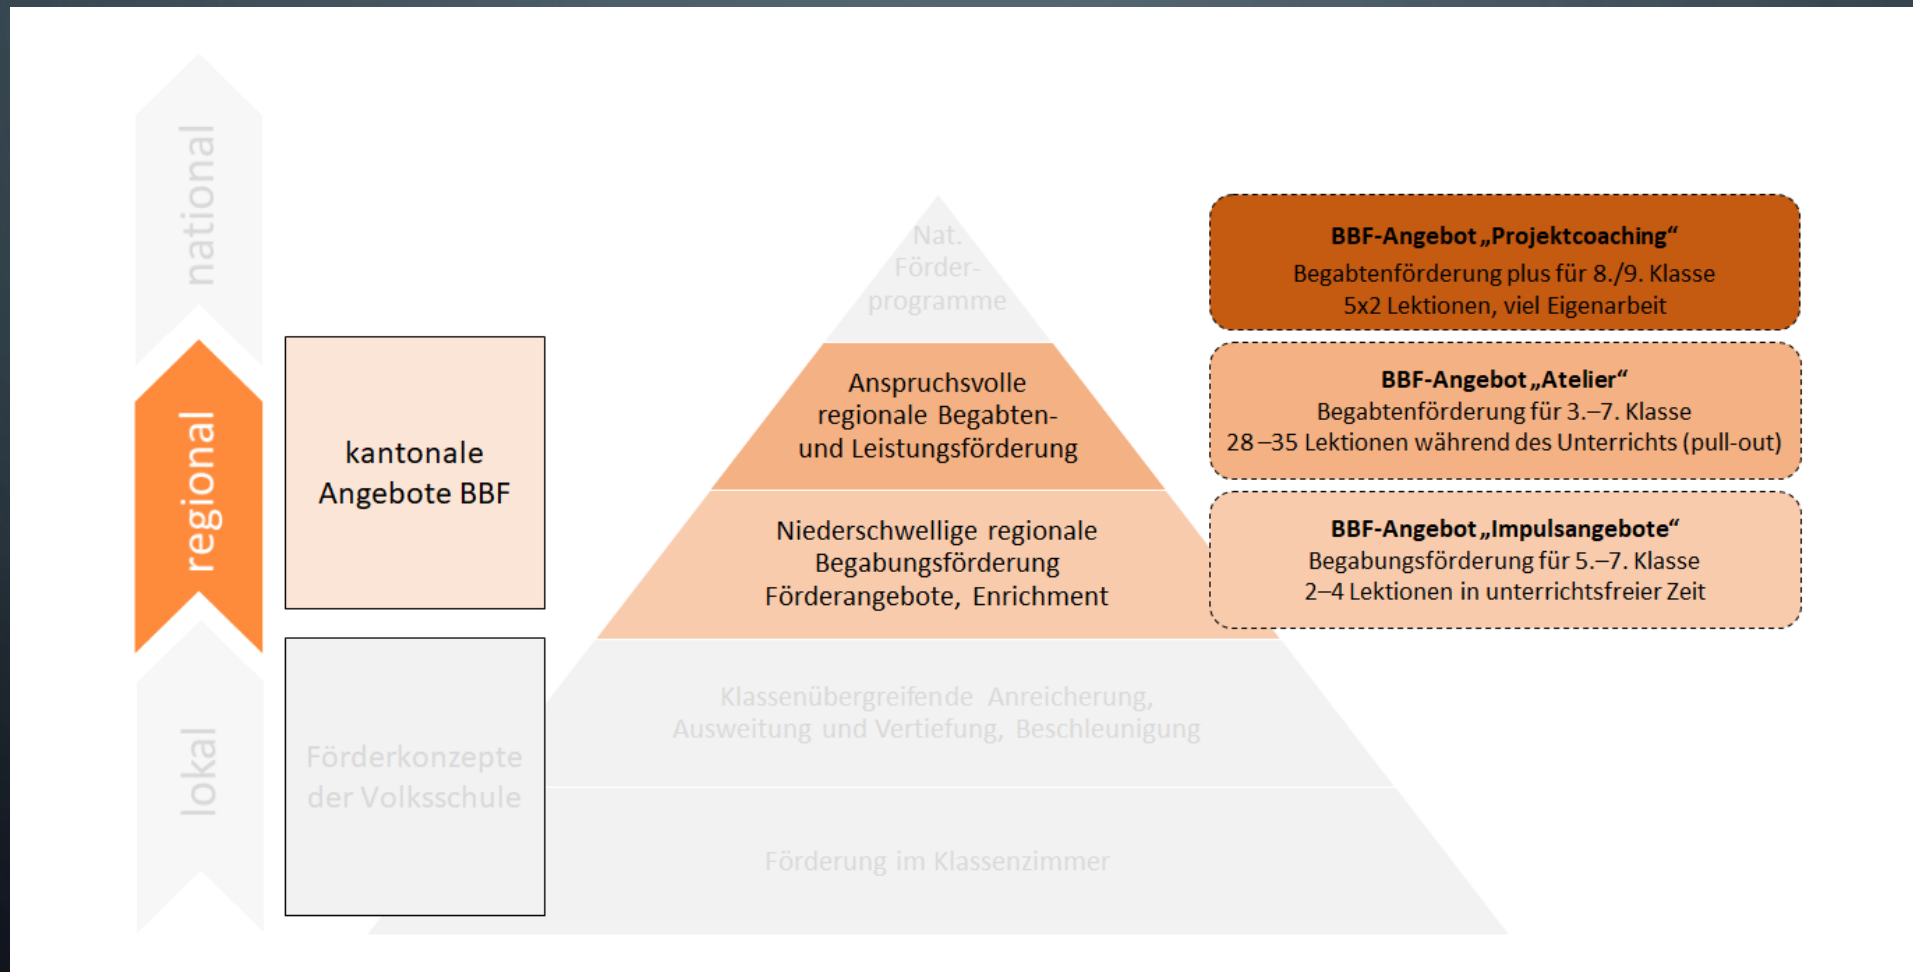 national
regional
lokal
kantonale
Angebote BBF
Förderkonzepte
der Volksschule
Nat.
Förder-
programme
Anspruchsvolle
regionale Begabten-
und Leistungsförderung
Niederschwellige regionale
Begabungsförderung
Förderangebote, Enrichment
Klassenübergreifende Anreicherung,
Ausweitung und Vertiefung, Beschleunigung
Förderung im Klassenzimmer
BBF-Angebot „Projektcoaching“
Begabtenförderung plus für 8./9. Klasse
5x2 Lektionen, viel Eigenarbeit
BBF-Angebot „Atelier“
Begabtenförderung für 3.–7. Klasse
28–35 Lektionen während des Unterrichts (pull-out)
BBF-Angebot „Impulsangebote“
Begabungsförderung für 5.–7. Klasse
2–4 Lektionen in unterrichtsfreier Zeit